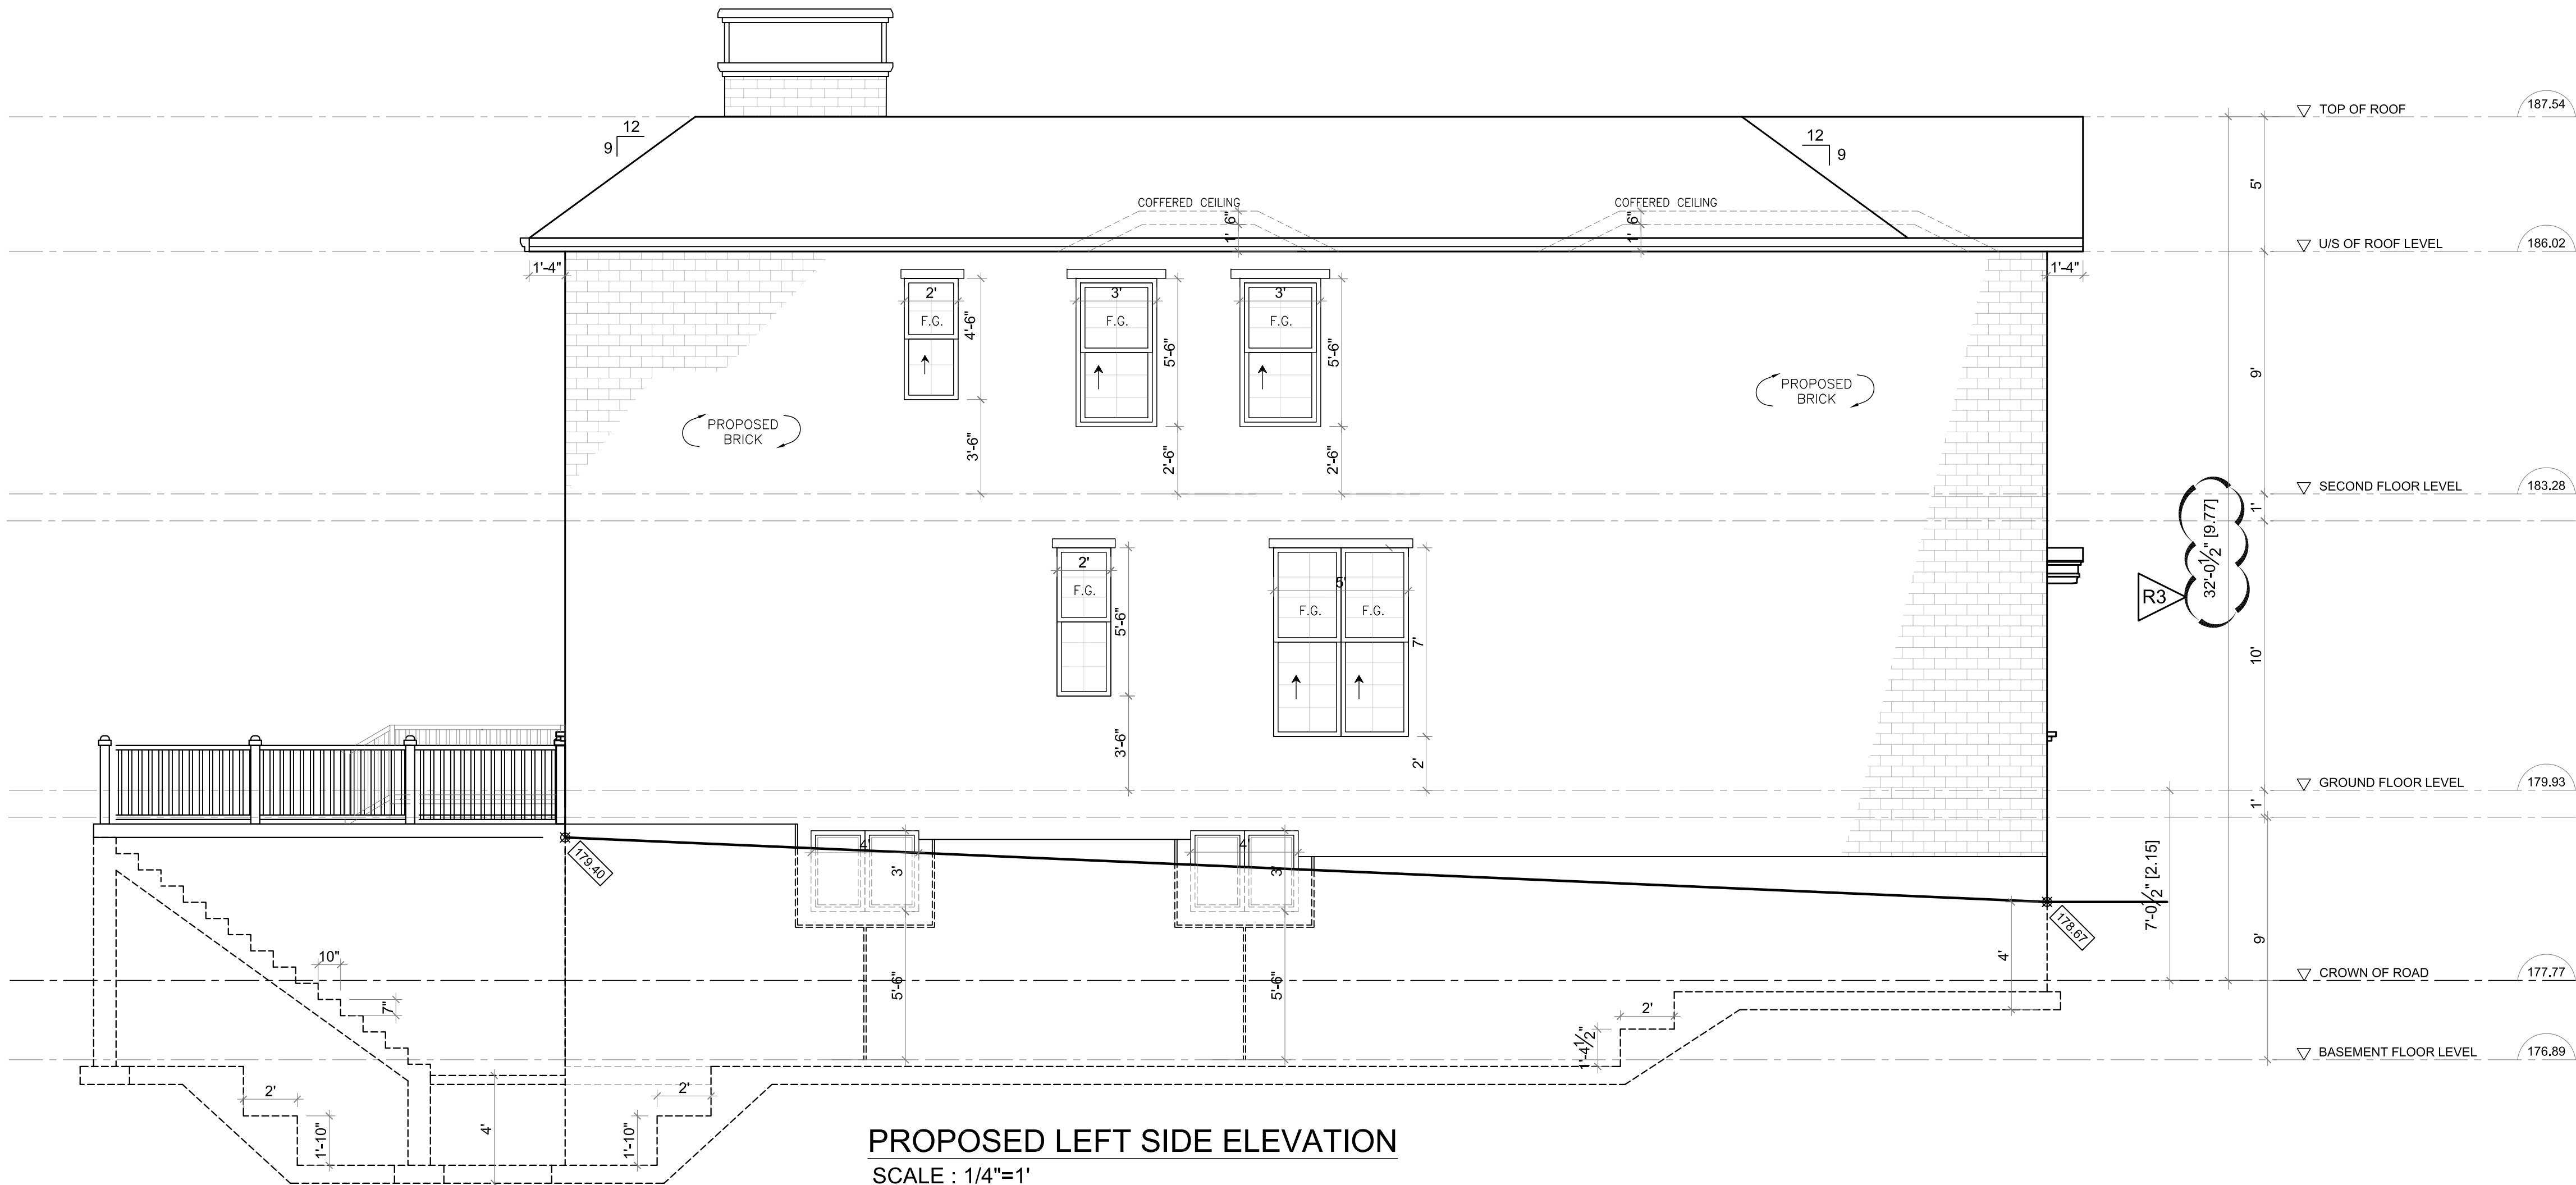 TOP OF ROOF 187.54
12
9
12
9
5'
COFFERED CEILING
6"
1'
COFFERED CEILING
6"
1'
U/S OF ROOF LEVEL 186.02
1'-4"
1'-4"
2'
F.G.
4'-6"
3'-6"
3'
F.G.
5'-6"
2'-6"
3'
F.G.
5'-6"
2'-6"
9'
PROPOSED
BRICK
PROPOSED
BRICK
SECOND FLOOR LEVEL 183.28
1'
32'-0½" [9.77]
R3
2'
F.G.
5'-6"
3'-6"
5'
F.G.
F.G.
7'
2'
10'
GROUND FLOOR LEVEL 179.93
1'
179.40
4'
3'
5'-6"
4'
3'
5'-6"
178.67
7'-0½" [2.15]
4'
9'
10"
7"
CROWN OF ROAD 177.77
2'
1'-4½"
BASEMENT FLOOR LEVEL 176.89
2'
1'-10"
4'
2'
1'-10"
PROPOSED LEFT SIDE ELEVATION
SCALE : 1/4"=1'